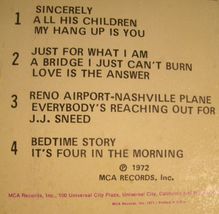 SINCERELY
1 ALL HIS CHILDREN
MY HANG UP IS YOU
JUST FOR WHAT I AM
2 A BRIDGE I JUST CAN'T BURN
LOVE IS THE ANSWER
3 RENO AIRPORT-NASHVILLE PLANE
EVERYBODY'S REACHING OUT FOR
J.J. SNEED
4 BEDTIME STORY
IT'S FOUR IN THE MORNING
Ⓟ 1972
MCA RECORDS, Inc.
MCA Records, Inc., 100 Universal City Plaza, Universal City, California